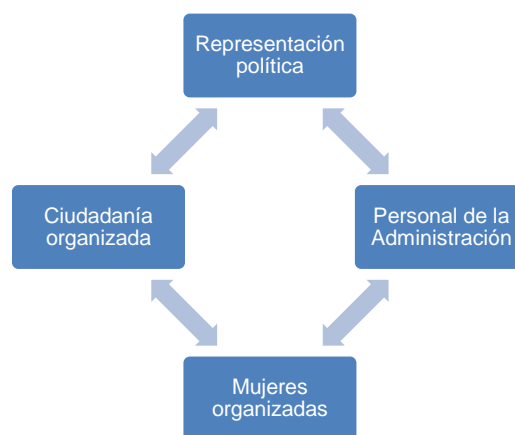 Representación
política
Ciudadanía
organizada
Personal de la
Administración
Mujeres
organizadas